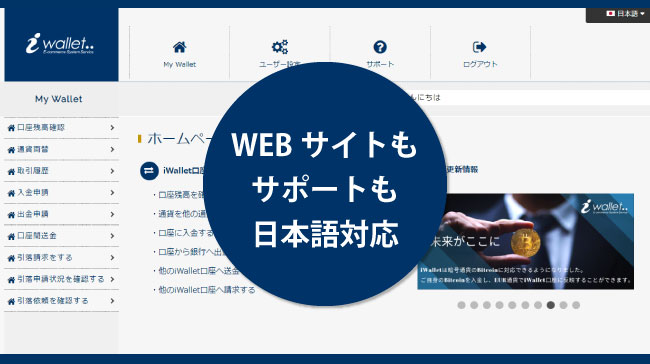 日本語
i wallet..
E-commerce System Service
My Wallet
ユーザー設定
サポート
ログアウト
My Wallet
にちは
口座残高確認
通貨両替
取引履歴
入金申請
出金申請
口座間送金
引落請求をする
引落申請状況を確認する
引落依頼を確認する
ホームペー
iWallet口座
・口座残高を確
・通貨を他の通
・口座に入金する
・口座から銀行へ出
・他のiWallet口座へ送金
・他のiWallet口座へ請求する
WEB サイトも
サポートも
日本語対応
更新情報
i wallet..
E-commerce System Service
未来がここに
iWalletは暗号通貨のBitcoinに対応できるようになりました。
ご自身のBitcoinを入金し、EUR通貨でiWallet口座に反映することができます。